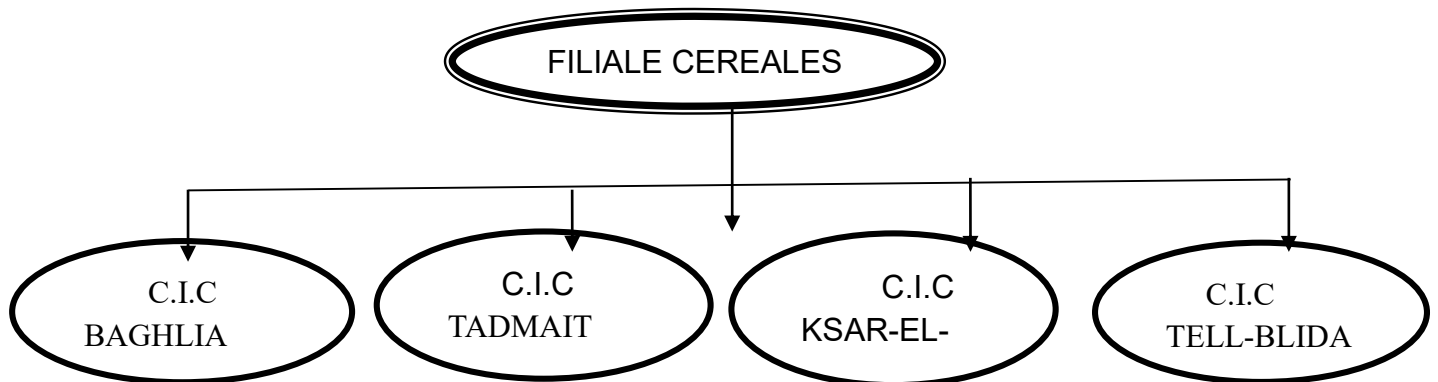 FILIALE CEREALES
C.I.C
BAGHLIA
C.I.C
TADMAIT
C.I.C
KSAR-EL-
C.I.C
TELL-BLIDA